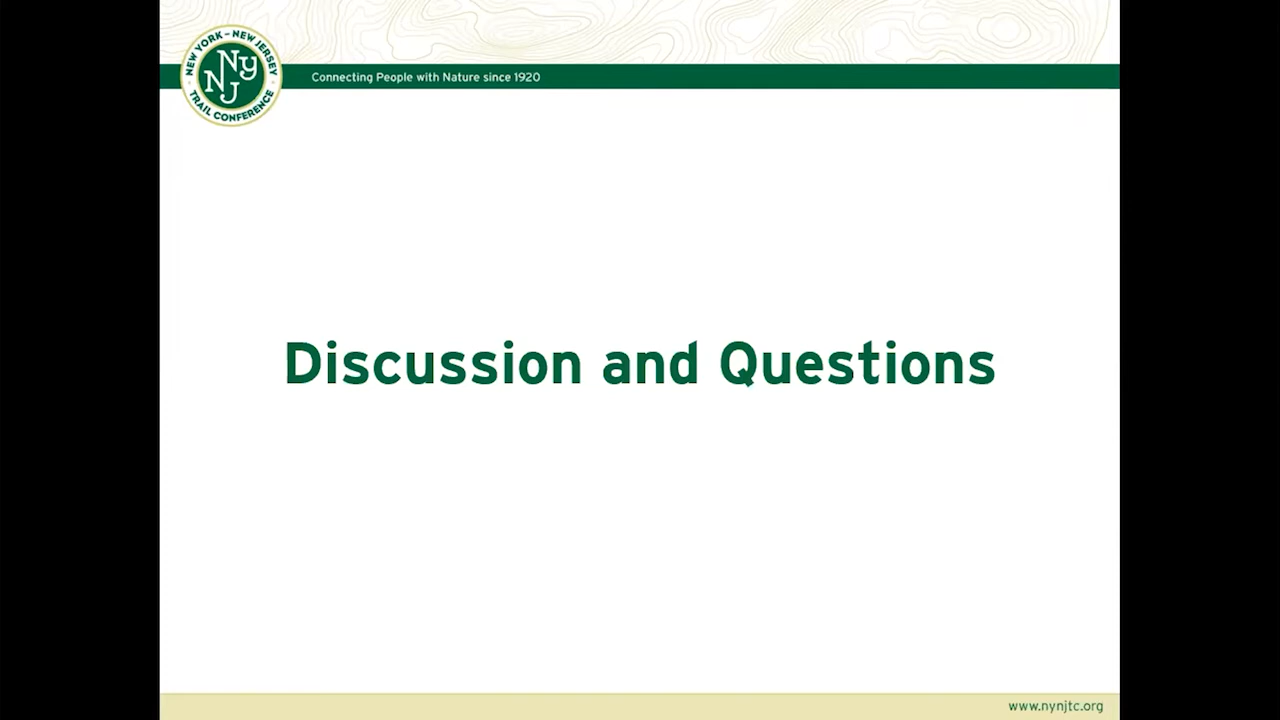 NEW YORK – NEW JERSEY
NY
NJ
TRAIL CONFERENCE
Connecting People with Nature since 1920
Discussion and Questions
www.nynjtc.org